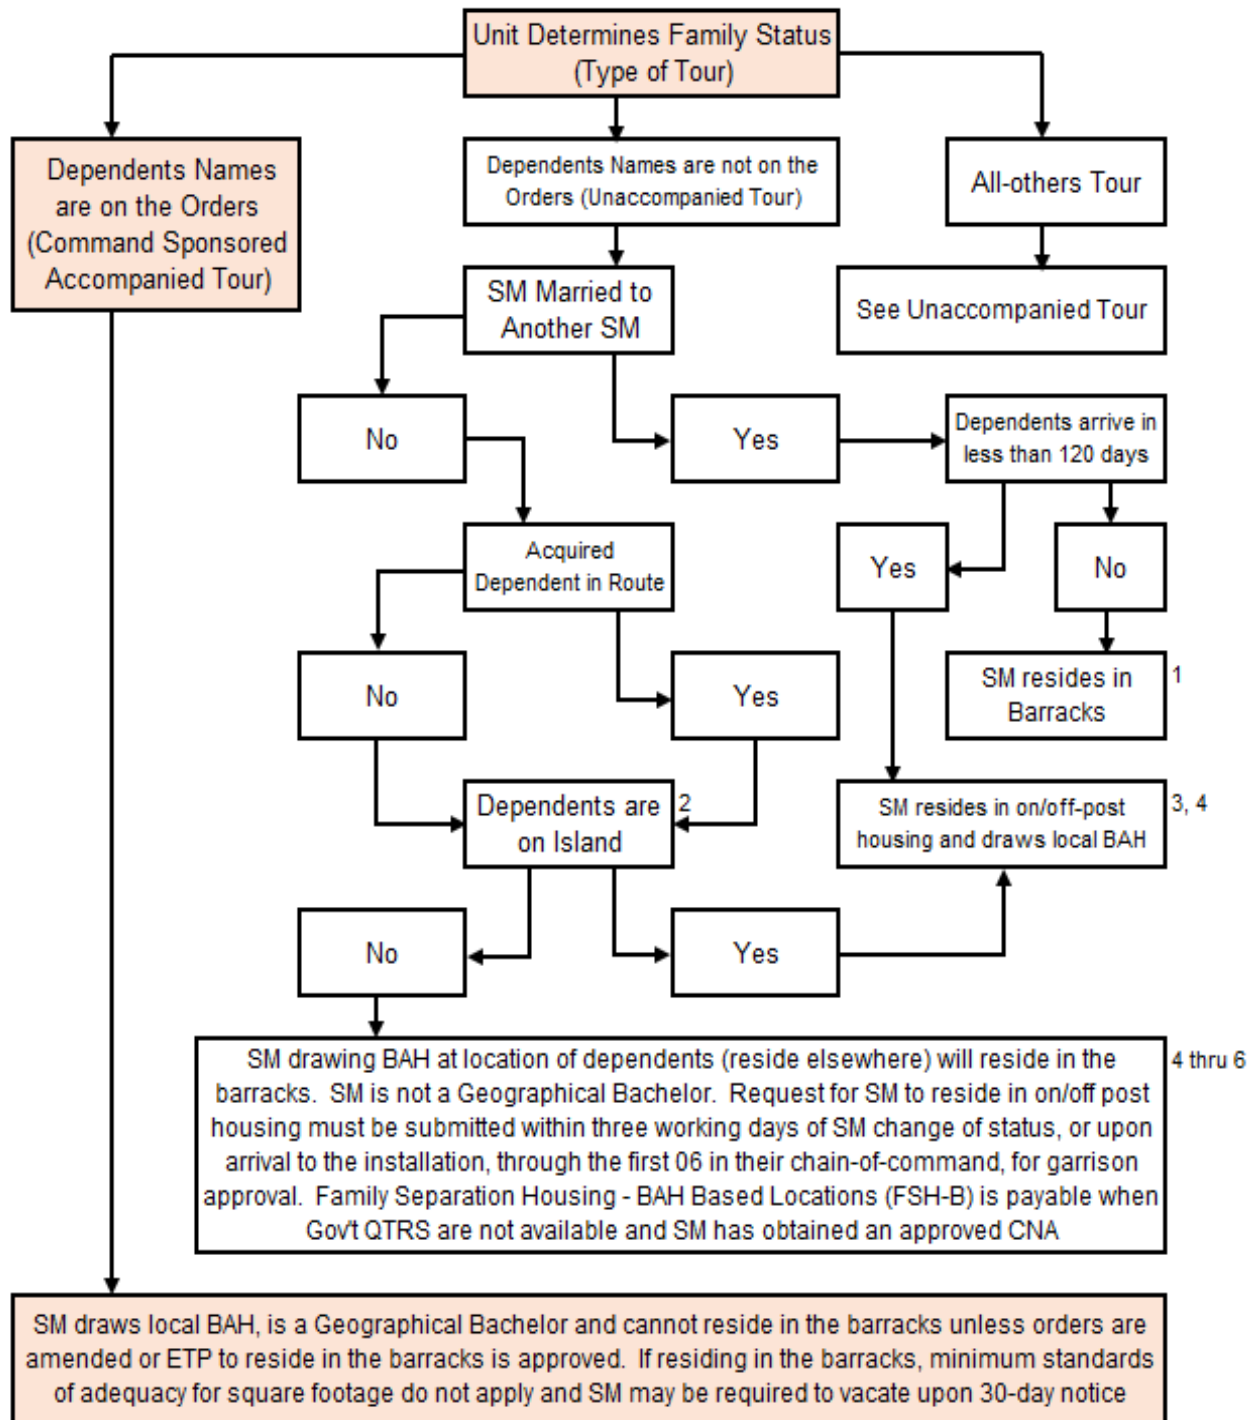 Unit Determines Family Status
(Type of Tour)
Dependents Names
are on the Orders
(Command Sponsored
Accompanied Tour)
Dependents Names are not on the
Orders (Unaccompanied Tour)
All-others Tour
SM Married to
Another SM
See Unaccompanied Tour
No
Yes
Dependents arrive in
less than 120 days
Acquired
Dependent in Route
Yes
No
No
Yes
SM resides in
Barracks
1
Dependents are
on Island
2
SM resides in on/off-post
housing and draws local BAH
3, 4
No
Yes
SM drawing BAH at location of dependents (reside elsewhere) will reside in the
barracks. SM is not a Geographical Bachelor. Request for SM to reside in on/off post
housing must be submitted within three working days of SM change of status, or upon
arrival to the installation, through the first 06 in their chain-of-command, for garrison
approval. Family Separation Housing - BAH Based Locations (FSH-B) is payable when
Gov't QTRS are not available and SM has obtained an approved CNA
4 thru 6
SM draws local BAH, is a Geographical Bachelor and cannot reside in the barracks unless orders are
amended or ETP to reside in the barracks is approved. If residing in the barracks, minimum standards
of adequacy for square footage do not apply and SM may be required to vacate upon 30-day notice